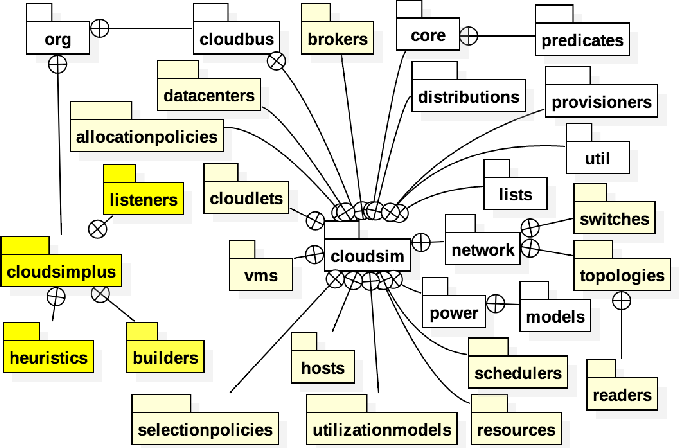 org
cloudbus
brokers
core
predicates
datacenters
distributions
provisioners
allocationpolicies
util
listeners
cloudlets
lists
switches
cloudsim
network
cloudsimplus
vms
topologies
power
models
heuristics
builders
hosts
schedulers
readers
selectionpolicies
utilizationmodels
resources